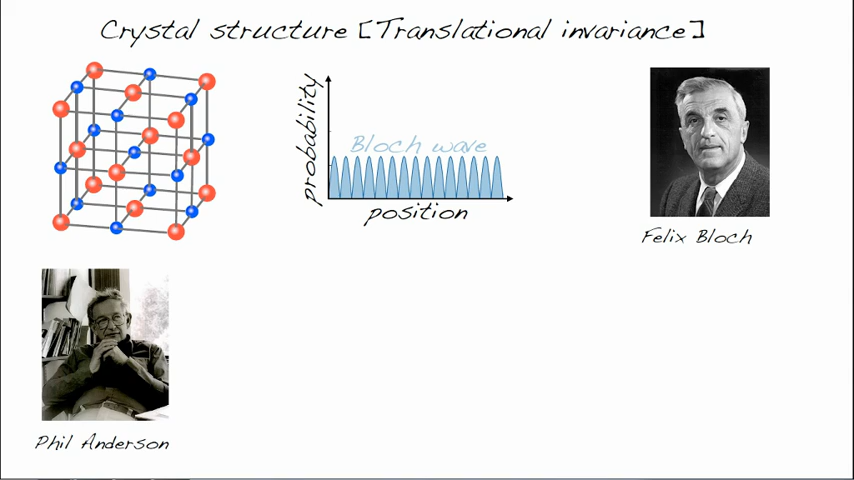 Crystal structure [Translational invariance]
probability
Bloch wave
position
Felix Bloch
Phil Anderson